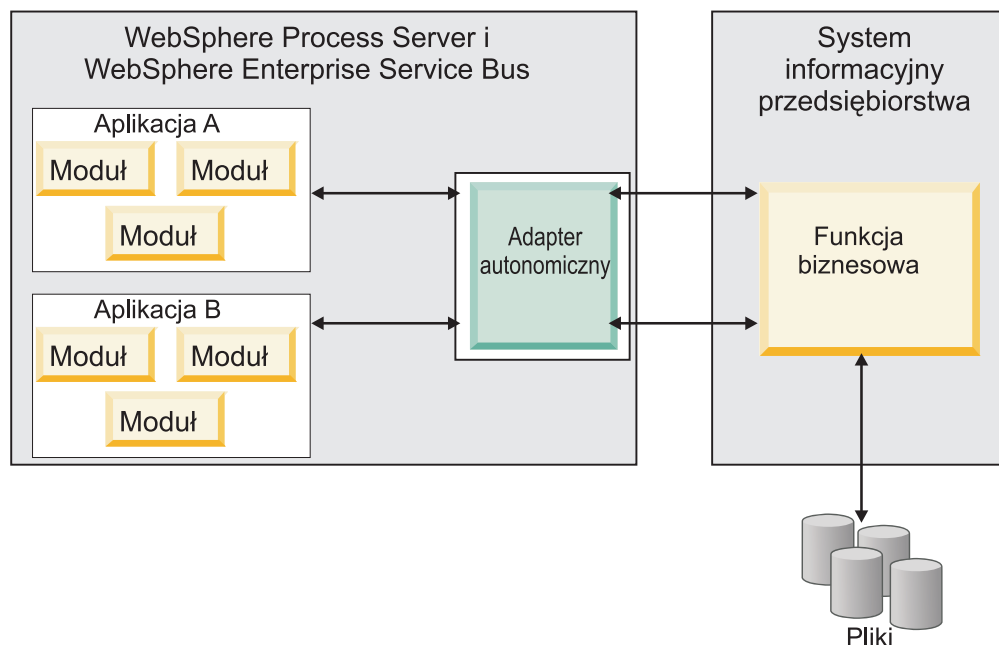 WebSphere Process Server i
WebSphere Enterprise Service Bus
Aplikacja A
Moduł
Moduł
Moduł
Aplikacja B
Moduł
Moduł
Moduł
Adapter
autonomiczny
System
informacyjny
przedsiębiorstwa
Funkcja
biznesowa
Pliki